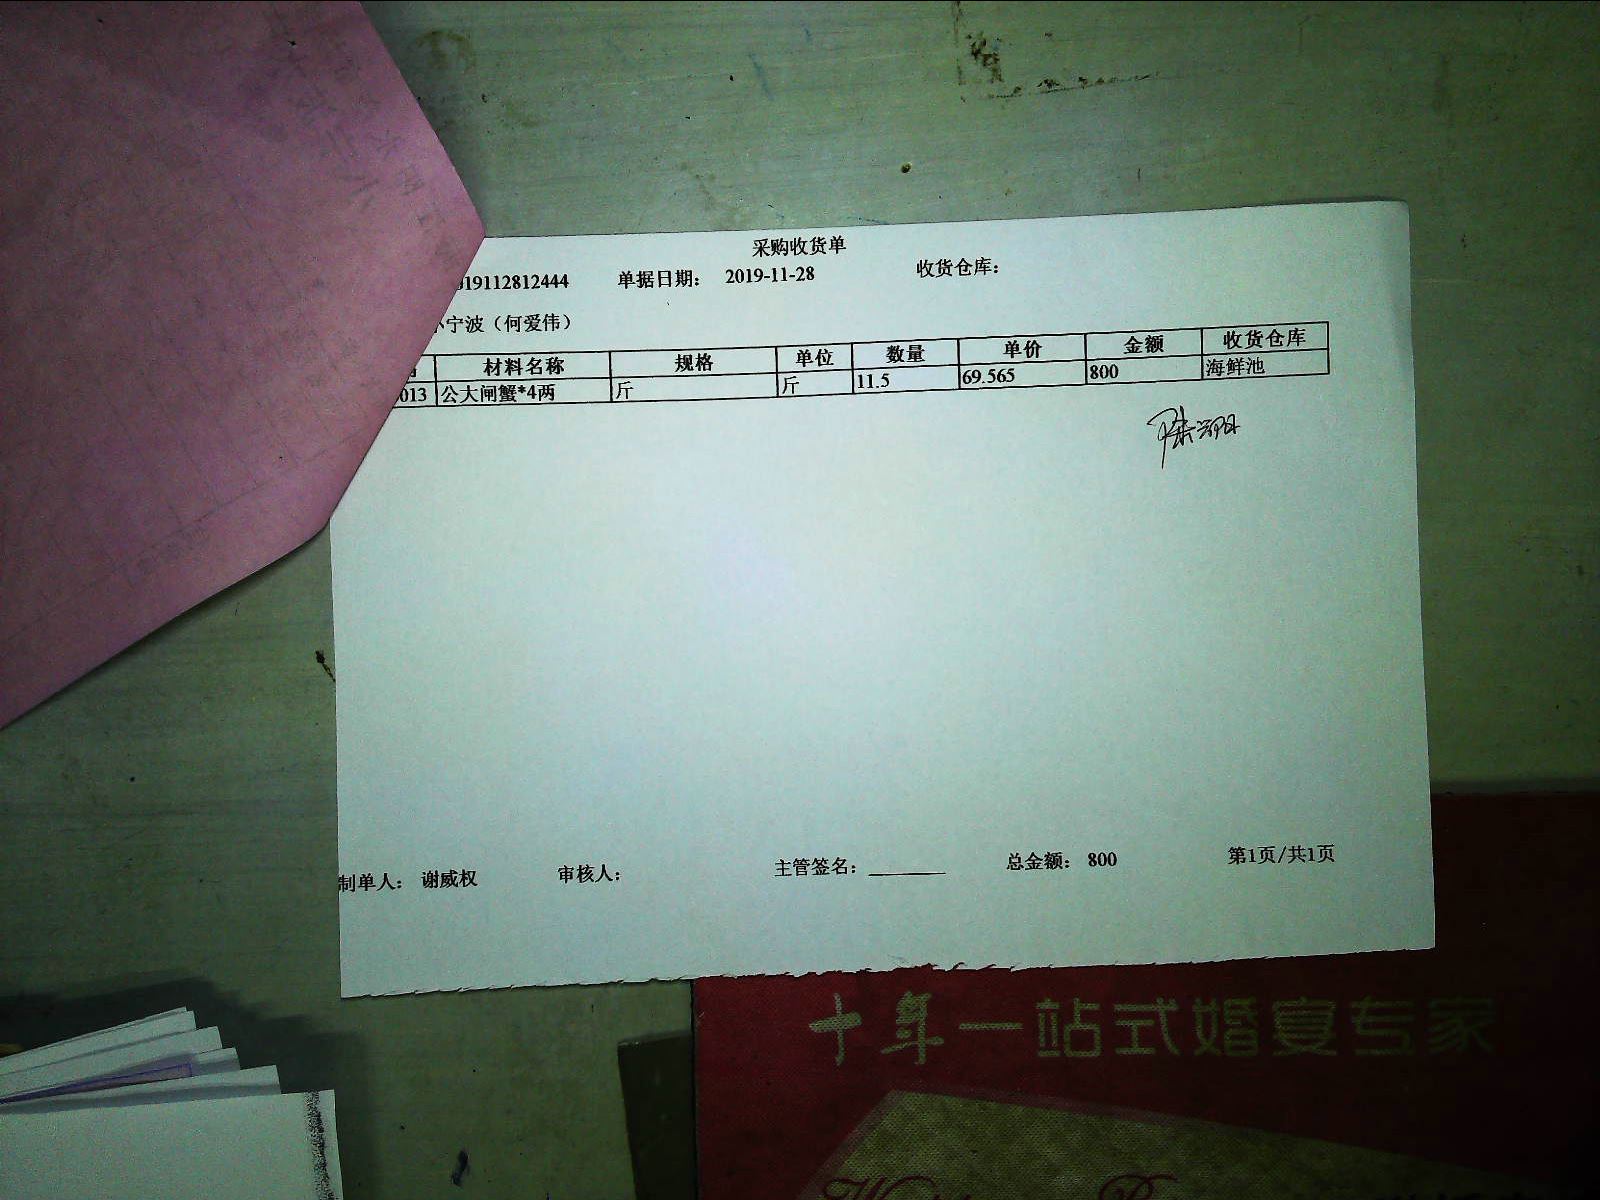 采购收货单
19112812444 单据日期： 2019-11-28 收货仓库：
宁波（何爱伟）
材料名称 规格 单位 数量 单价 金额 收货仓库
013 公大闸蟹*4两 斤 斤 11.5 69.565 800 海鲜池
制单人： 谢威权 审核人： 主管签名：________ 总金额： 800 第1页/共1页
十年一站式婚宴专家